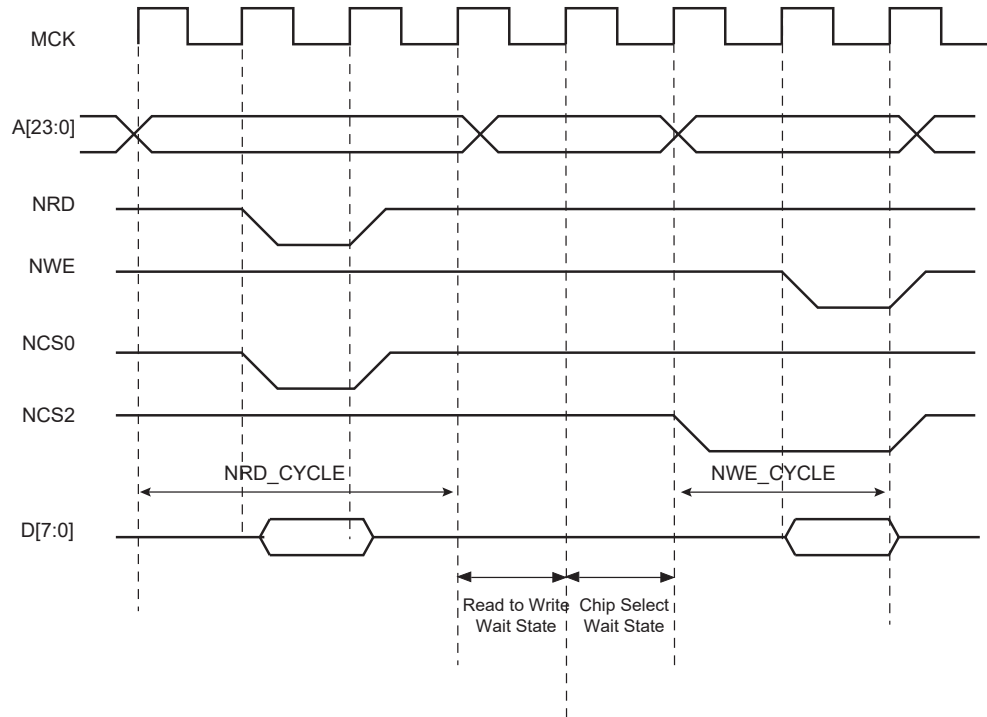 MCK
A[23:0]
NRD
NWE
NCS0
NCS2
NRD_CYCLE
NWE_CYCLE
D[7:0]
Read to Write
Wait State
Chip Select
Wait State